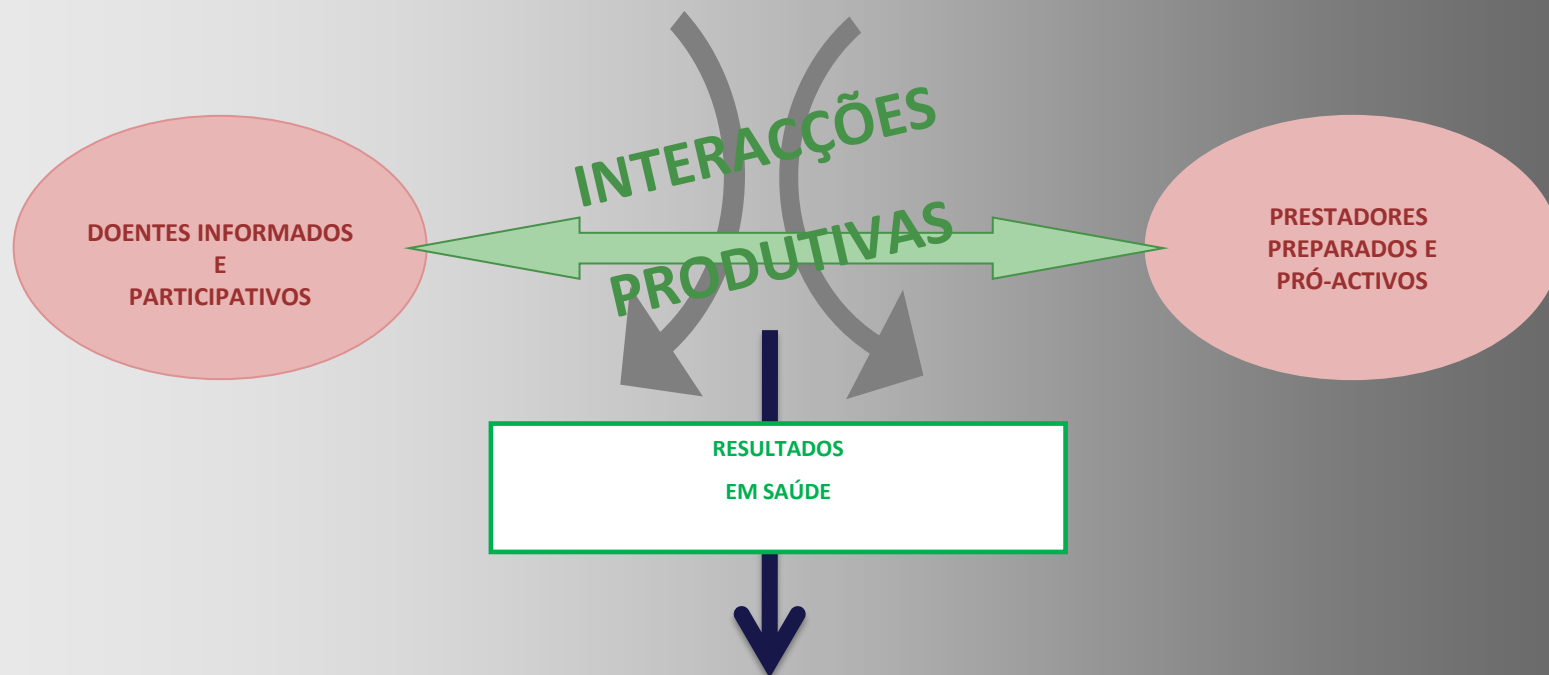 INTERACÇÕES
PRODUTIVAS
DOENTES INFORMADOS
E
PARTICIPATIVOS
PRESTADORES
PREPARADOS E
PRÓ-ACTIVOS
RESULTADOS
EM SAÚDE